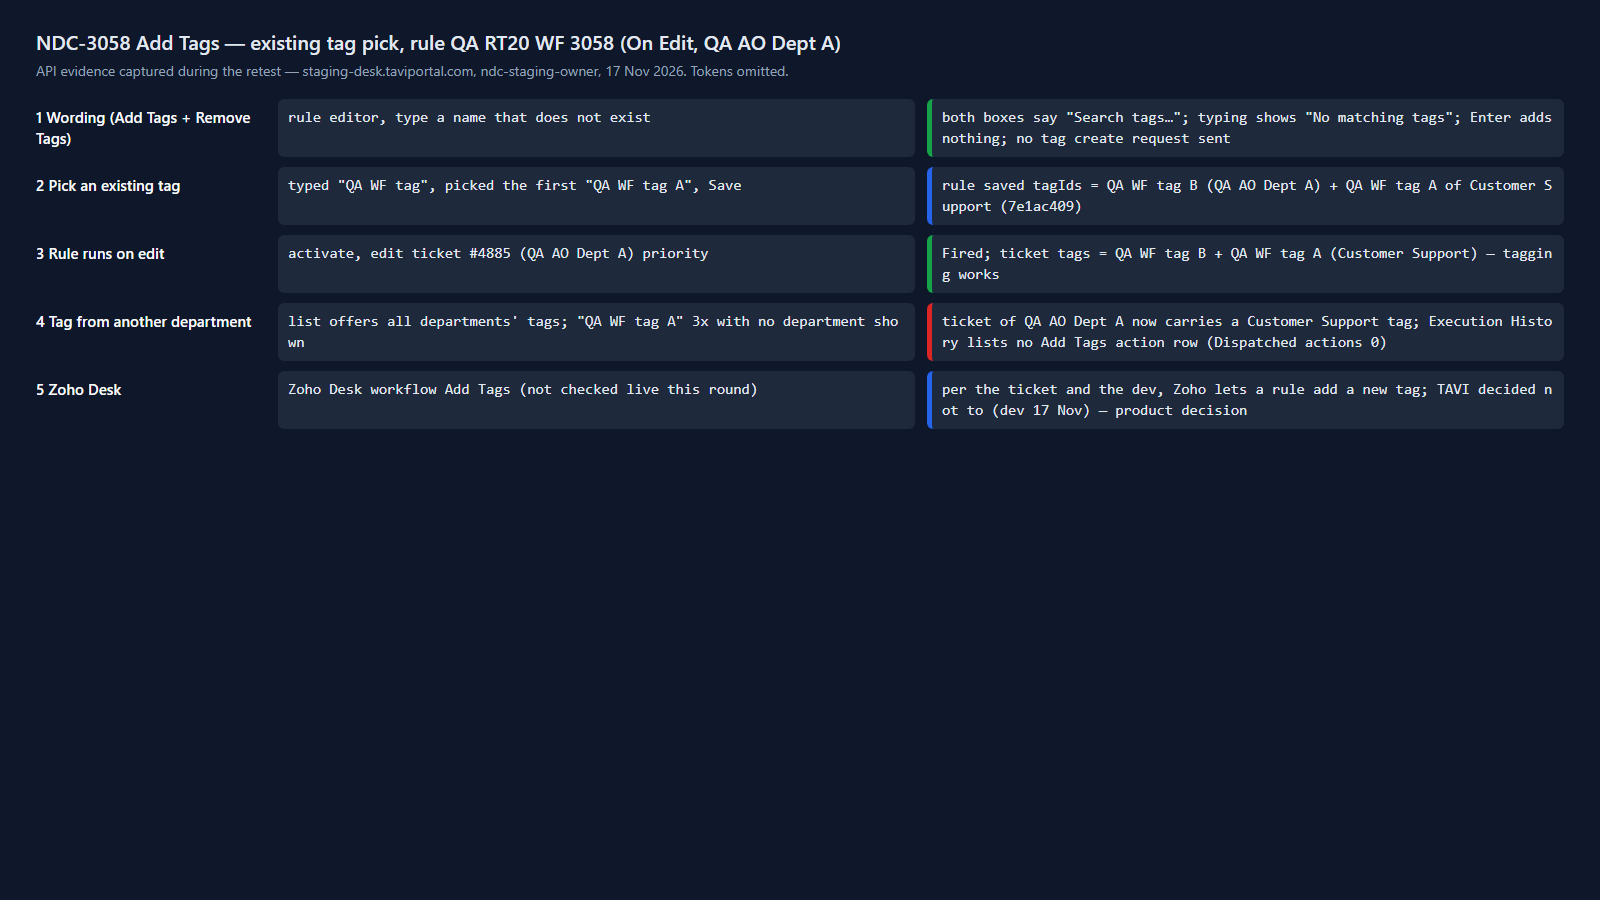 NDC-3058 Add Tags — existing tag pick, rule QA RT20 WF 3058 (On Edit, QA AO Dept A)
API evidence captured during the retest — staging-desk.taviportal.com, ndc-staging-owner, 17 Nov 2026. Tokens omitted.
1 Wording (Add Tags + Remove
Tags)
rule editor, type a name that does not exist
both boxes say "Search tags…"; typing shows "No matching tags"; Enter adds
nothing; no tag create request sent
2 Pick an existing tag
typed "QA WF tag", picked the first "QA WF tag A", Save
rule saved tagIds = QA WF tag B (QA AO Dept A) + QA WF tag A of Customer S
upport (7e1ac409)
3 Rule runs on edit
activate, edit ticket #4885 (QA AO Dept A) priority
Fired; ticket tags = QA WF tag B + QA WF tag A (Customer Support) — taggin
g works
4 Tag from another department
list offers all departments' tags; "QA WF tag A" 3x with no department sho
wn
ticket of QA AO Dept A now carries a Customer Support tag; Execution Histo
ry lists no Add Tags action row (Dispatched actions 0)
5 Zoho Desk
Zoho Desk workflow Add Tags (not checked live this round)
per the ticket and the dev, Zoho lets a rule add a new tag; TAVI decided n
ot to (dev 17 Nov) — product decision